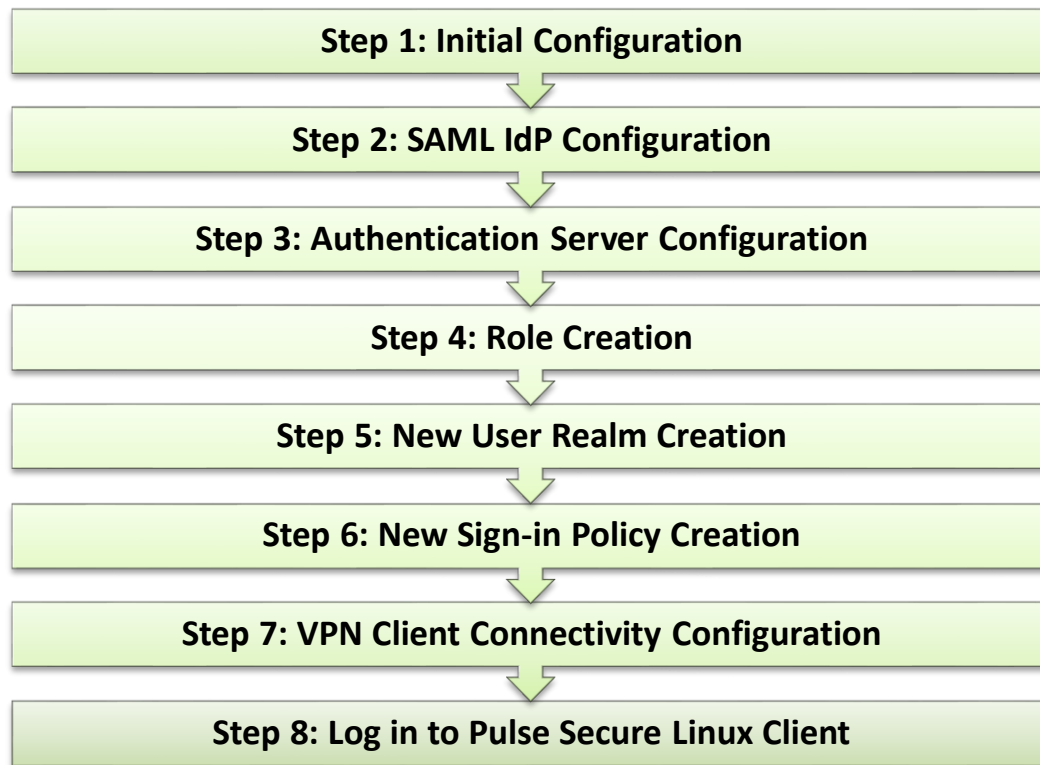 Step 1: Initial Configuration
Step 2: SAML IdP Configuration
Step 3: Authentication Server Configuration
Step 4: Role Creation
Step 5: New User Realm Creation
Step 6: New Sign-in Policy Creation
Step 7: VPN Client Connectivity Configuration
Step 8: Log in to Pulse Secure Linux Client